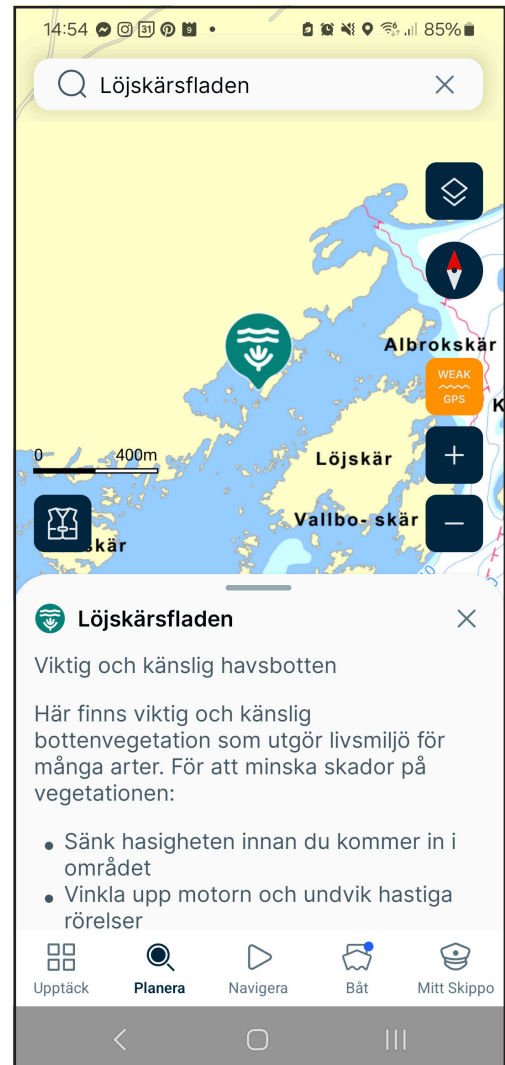 14:54 31 9 85%
Löjskärsfladen
Albrokskär
WEAK
GPS
K
0 400m
Löjskär
Vallbo- skär
skär
Löjskärsfladen
Viktig och känslig havsbotten
Här finns viktig och känslig
bottenvegetation som utgör livsmiljö för
många arter. För att minska skador på
vegetationen:
• Sänk hasigheten innan du kommer in i
området
• Vinkla upp motorn och undvik hastiga
rörelser
Upptäck Planera Navigera Båt Mitt Skippo